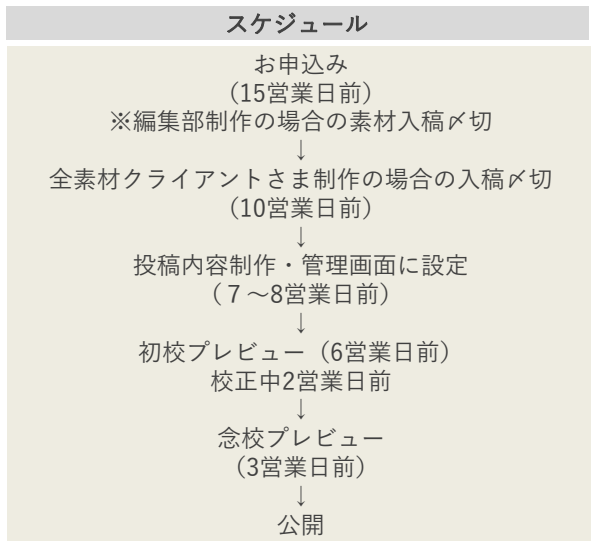 スケジュール
お申込み
(15営業日前)
※編集部制作の場合の素材入稿〆切
↓
全素材クライアントさま制作の場合の入稿〆切
(10営業日前)
↓
投稿内容制作・管理画面に設定
（７～8営業日前）
↓
初校プレビュー（6営業日前）
校正中2営業日前
↓
念校プレビュー
(3営業日前)
↓
公開